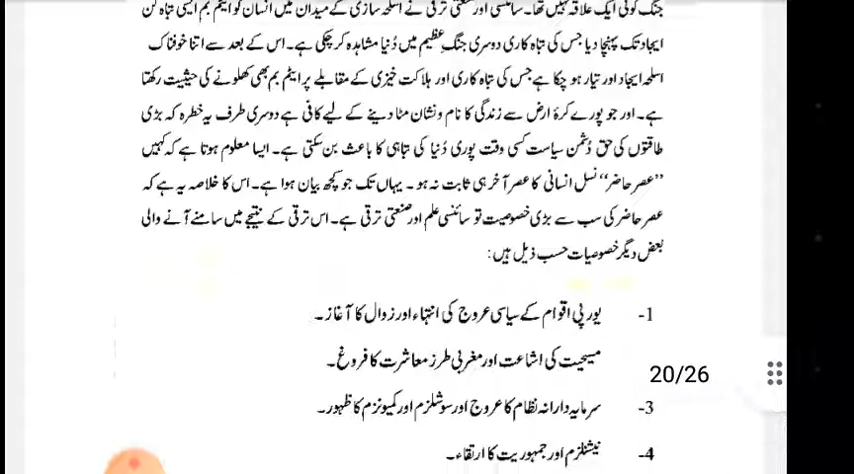 جنگ کوئی ایک علاقہ نہیں تھا۔ سائنسی اور صنعتی ترقی نے اسلحہ سازی کے میدان میں انسان کو ایٹم بم ایسی تباہ کن
ایجاد تک پہنچا دیا جس کی تباہ کاری دوسری جنگ عظیم میں دُنیا مشاہدہ کر چکی ہے۔ اس کے بعد سے اتنا خوفناک
اسلحہ ایجاد اور تیار ہو چکا ہے جس کی تباہ کاری اور ہلاکت خیزی کے مقابلے پر ایٹم بم بھی کھلونے کی حیثیت رکھتا
ہے۔ اور جو پورے کرۂ ارض سے زندگی کا نام و نشان مٹا دینے کے لیے کافی ہے دوسری طرف یہ خطرہ کہ بڑی
طاقتوں کی حق دُشمن سیاست کسی وقت پوری دُنیا کی تباہی کا باعث بن سکتی ہے۔ ایسا معلوم ہوتا ہے کہ کہیں
”عصر حاضر“ نسل انسانی کا عصر آخر ہی ثابت نہ ہو۔ یہاں تک جو کچھ بیان ہوا ہے۔ اس کا خلاصہ یہ ہے کہ
عصر حاضر کی سب سے بڑی خصوصیت تو سائنسی علم اور صنعتی ترقی ہے۔ اس ترقی کے نتیجے میں سامنے آنے والی
بعض دیگر خصوصیات حسب ذیل ہیں:
1- یورپی اقوام کے سیاسی عروج کی انتہاء اور زوال کا آغاز۔
مسیحیت کی اشاعت اور مغربی طرز معاشرت کا فروغ۔
20/26
3- سرمایہ دارانہ نظام کا عروج اور سوشلزم اور کمیونزم کا ظہور۔
4- نیشنلزم اور جمہوریت کا ارتقاء۔